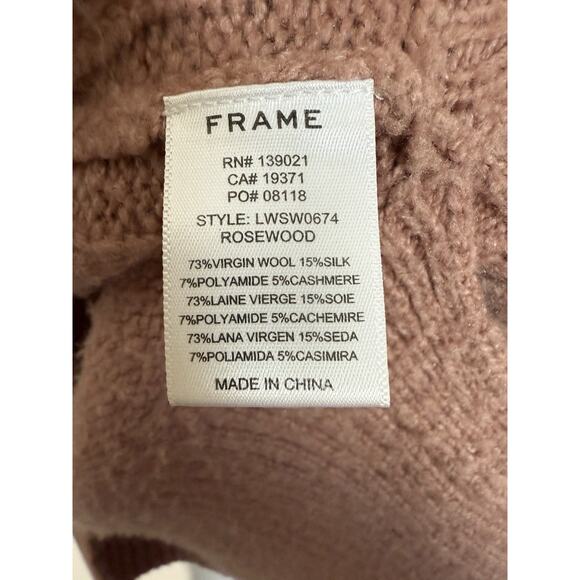 FRAME
RN# 139021
CA# 19371
PO# 08118
STYLE: LWSW0674
ROSEWOOD
73%VIRGIN WOOL 15%SILK
7%POLYAMIDE 5%CASHMERE
73%LAINE VIERGE 15%SOIE
7%POLYAMIDE 5%CACHEMIRE
73%LANA VIRGEN 15%SEDA
7%POLIAMIDA 5%CASIMIRA
MADE IN CHINA